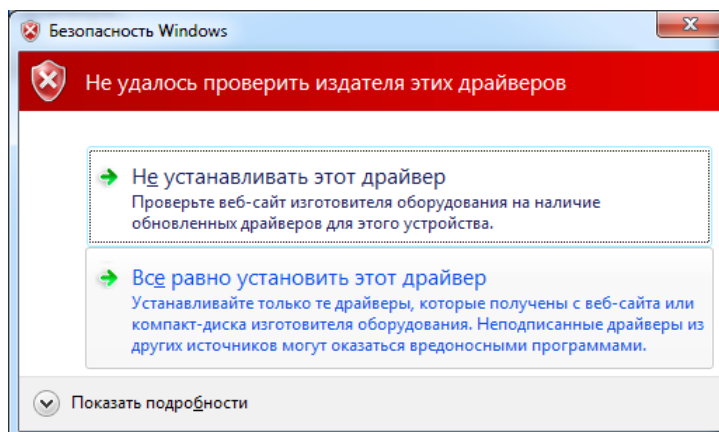 Безопасность Windows
Не удалось проверить издателя этих драйверов
Не устанавливать этот драйвер
Проверьте веб-сайт изготовителя оборудования на наличие
обновленных драйверов для этого устройства.
Все равно установить этот драйвер
Устанавливайте только те драйверы, которые получены с веб-сайта или
компакт-диска изготовителя оборудования. Неподписанные драйверы из
других источников могут оказаться вредоносными программами.
Показать подробности